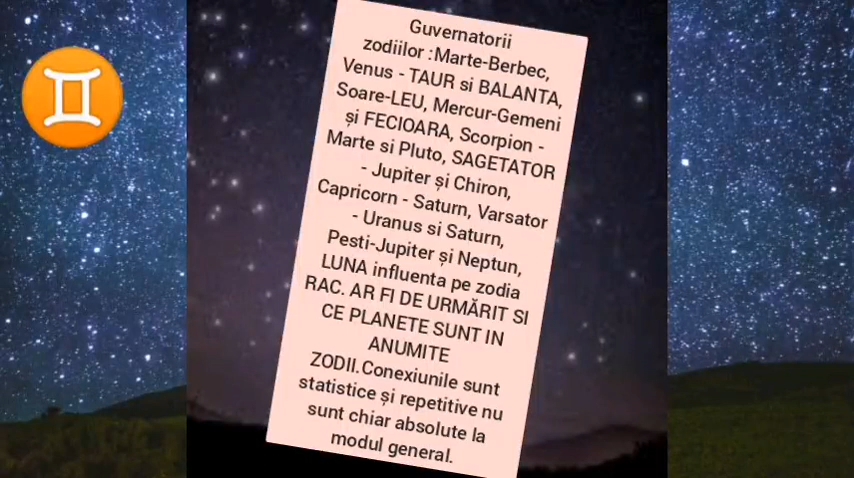 Guvernatorii
zodiilor :Marte-Berbec,
Venus - TAUR si BALANTA,
Soare-LEU, Mercur-Gemeni
și FECIOARA, Scorpion -
Marte si Pluto, SAGETATOR
- Jupiter și Chiron,
Capricorn - Saturn, Varsator
- Uranus si Saturn,
Pesti-Jupiter și Neptun,
LUNA influenta pe zodia
RAC. AR FI DE URMĂRIT SI
CE PLANETE SUNT IN
ANUMITE
ZODII.Conexiunile sunt
statistice și repetitive nu
sunt chiar absolute la
modul general.